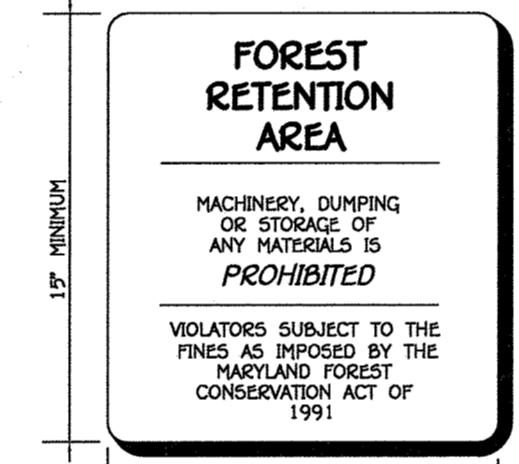 FOREST
RETENTION
AREA
MACHINERY, DUMPING
OR STORAGE OF
ANY MATERIALS IS
PROHIBITED
VIOLATORS SUBJECT TO THE
FINES AS IMPOSED BY THE
MARYLAND FOREST
CONSERVATION ACT OF
1991
15" MINIMUM